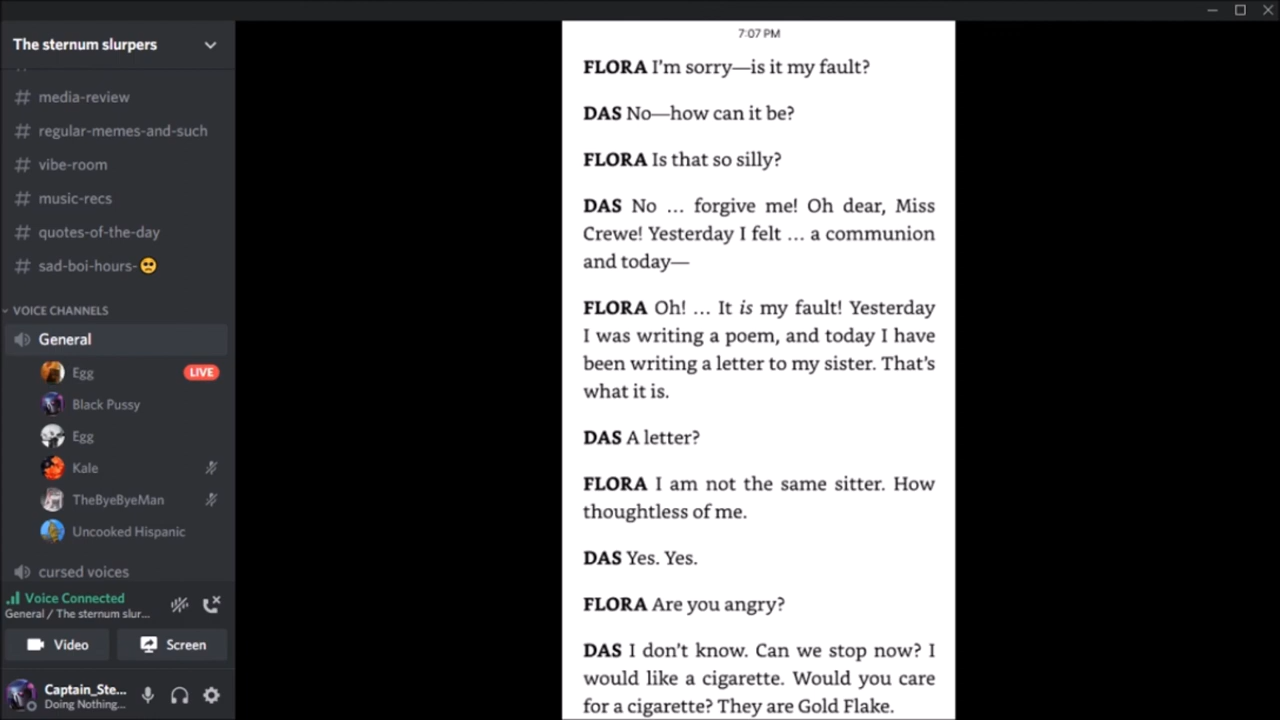 The sternum slurpers
# media-review
# regular-memes-and-such
# vibe-room
# music-recs
# quotes-of-the-day
# sad-boi-hours-🥺
VOICE CHANNELS
General
Egg
LIVE
Black Pussy
Egg
Kale
TheByeByeMan
Uncooked Hispanic
cursed voices
Voice Connected
General / The sternum slur...
Video
Screen
Captain_Ste...
Doing Nothing...
7:07 PM
FLORA I'm sorry—is it my fault?
DAS No—how can it be?
FLORA Is that so silly?
DAS No … forgive me! Oh dear, Miss
Crewe! Yesterday I felt … a communion
and today—
FLORA Oh! … It is my fault! Yesterday
I was writing a poem, and today I have
been writing a letter to my sister. That's
what it is.
DAS A letter?
FLORA I am not the same sitter. How
thoughtless of me.
DAS Yes. Yes.
FLORA Are you angry?
DAS I don't know. Can we stop now? I
would like a cigarette. Would you care
for a cigarette? They are Gold Flake.